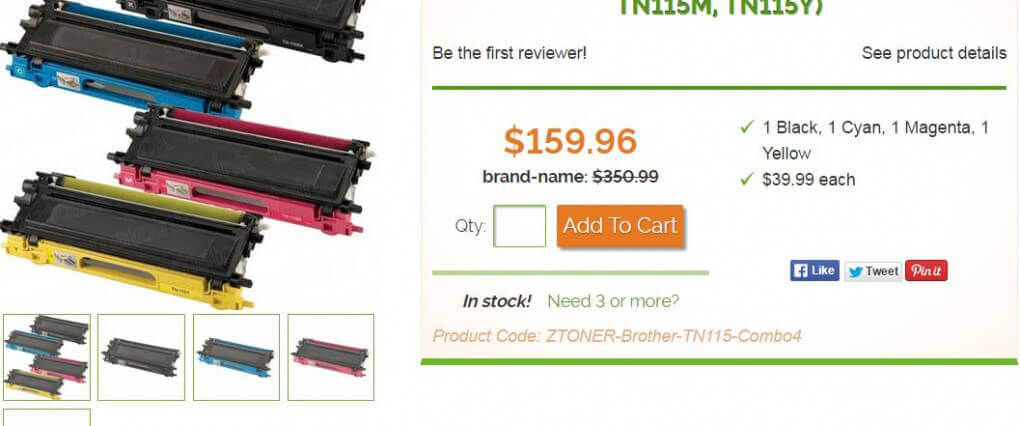 TN115M, TN115Y)
Be the first reviewer!
See product details
$159.96
brand-name: $350.99
1 Black, 1 Cyan, 1 Magenta, 1
Yellow
$39.99 each
Qty:
Add To Cart
Like
Tweet
Pin it
In stock! Need 3 or more?
Product Code: ZTONER-Brother-TN115-Combo4